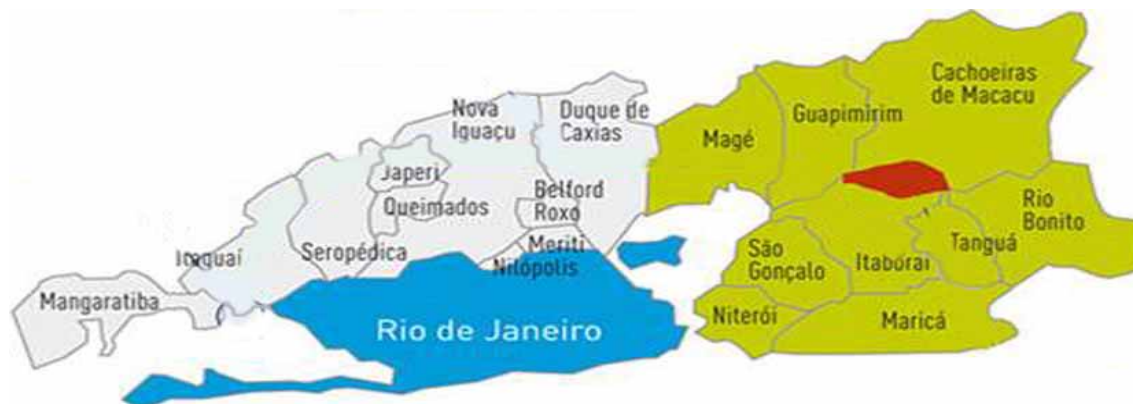 Cachoeiras
de Macacu
Nova
Iguaçu
Duque de
Caxias
Guapimirim
Magé
Japeri
Belford
Roxo
Queimados
Rio
Bonito
Meriti
Tanguá
São
Gonçalo
Seropédica
Itaguaí
Nilópolis
Itaboraí
Mangaratiba
Niterói
Maricá
Rio de Janeiro